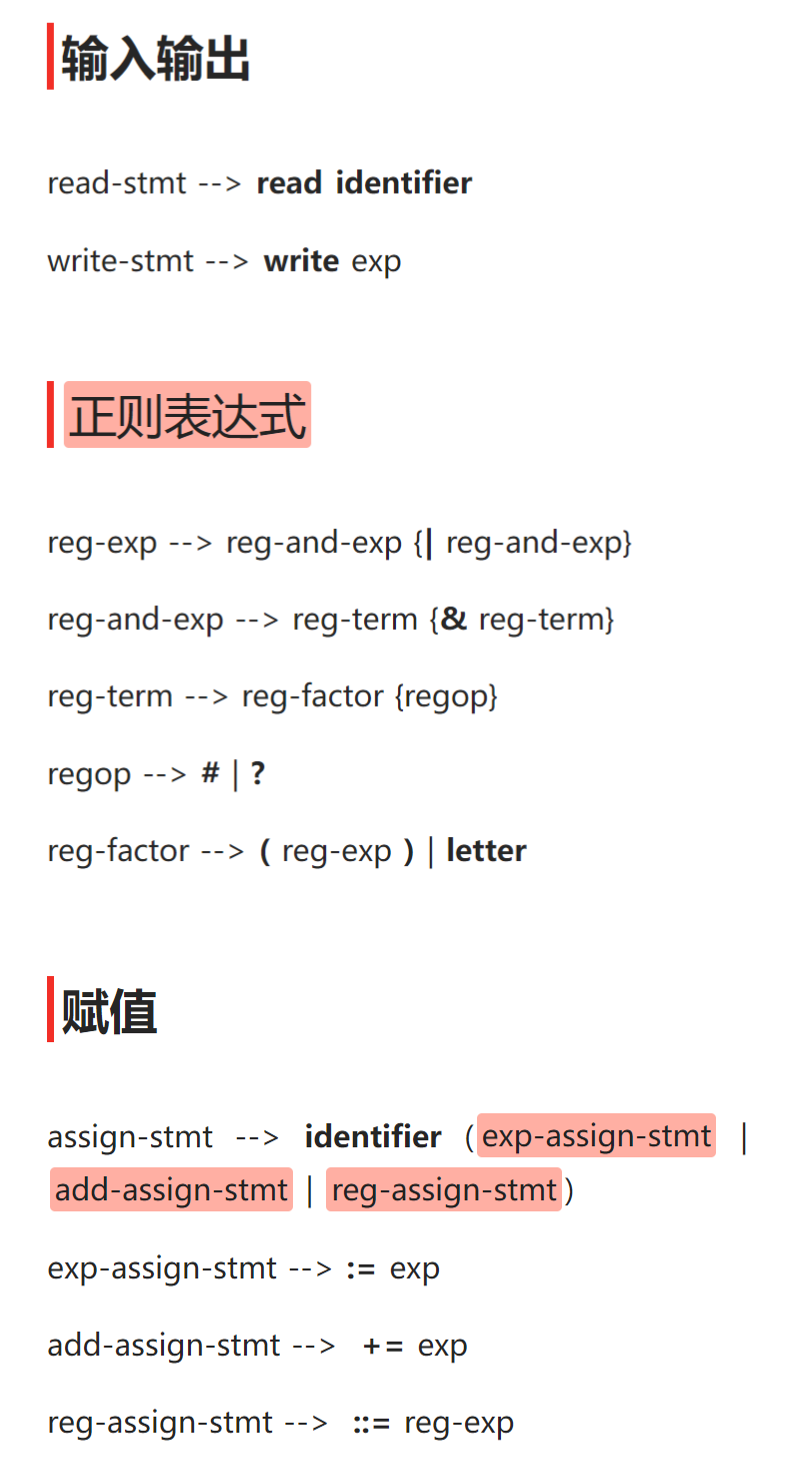 输入输出
read-stmt --> read identifier
write-stmt --> write exp
正则表达式
reg-exp --> reg-and-exp {| reg-and-exp}
reg-and-exp --> reg-term {& reg-term}
reg-term --> reg-factor {regop}
regop --> # | ?
reg-factor --> ( reg-exp ) | letter
赋值
assign-stmt --> identifier (exp-assign-stmt |
add-assign-stmt | reg-assign-stmt)
exp-assign-stmt --> := exp
add-assign-stmt --> += exp
reg-assign-stmt --> ::= reg-exp